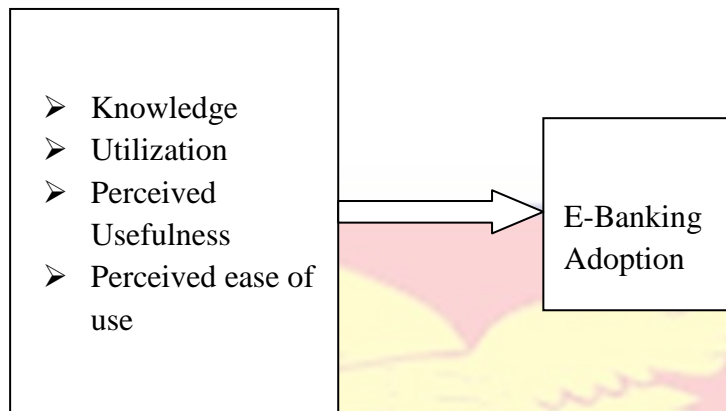 ➢ Knowledge
➢ Utilization
➢ Perceived
Usefulness
➢ Perceived ease of
use
E-Banking
Adoption